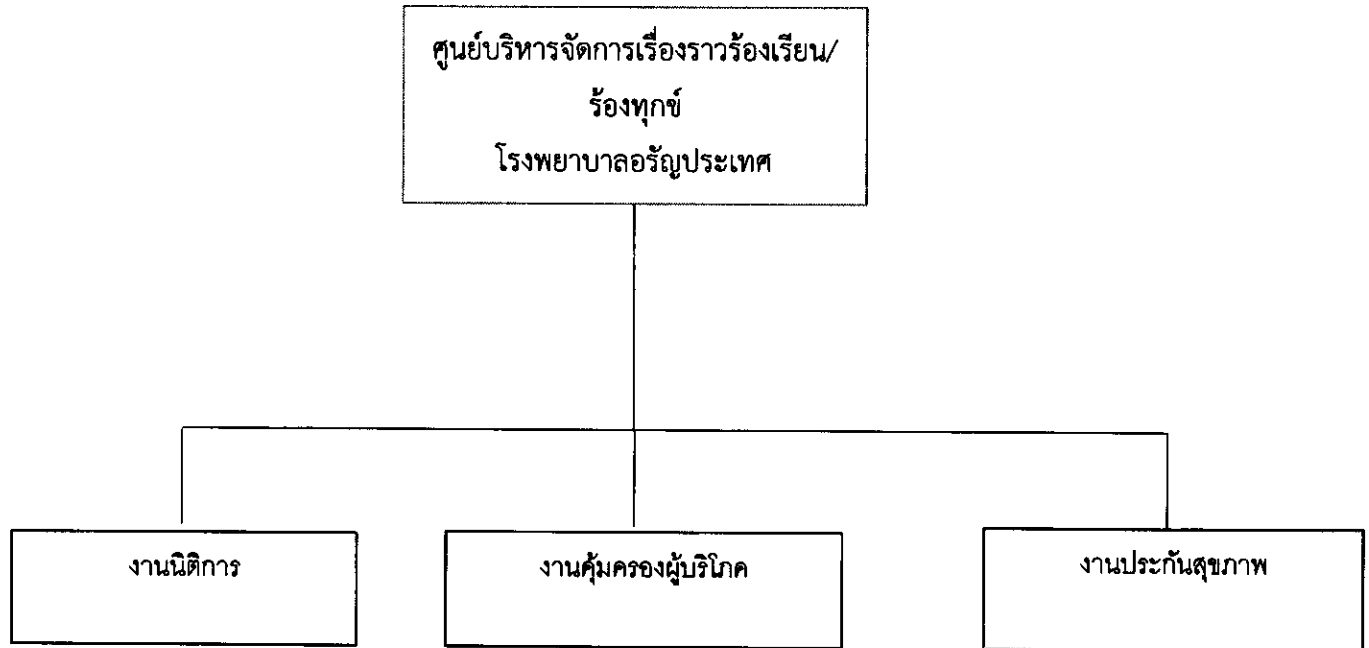 ศูนย์บริหารจัดการเรื่องราวร้องเรียน/
ร้องทุกข์
โรงพยาบาลอรัญประเทศ
งานนิติการ
งานคุ้มครองผู้บริโภค
งานประกันสุขภาพ